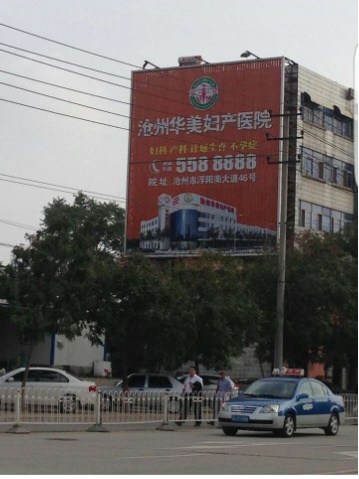 沧州华美妇产医院
妇科 产科 计划生育 不孕症
558 8888
院 址: 沧州市浮阳南大道46号